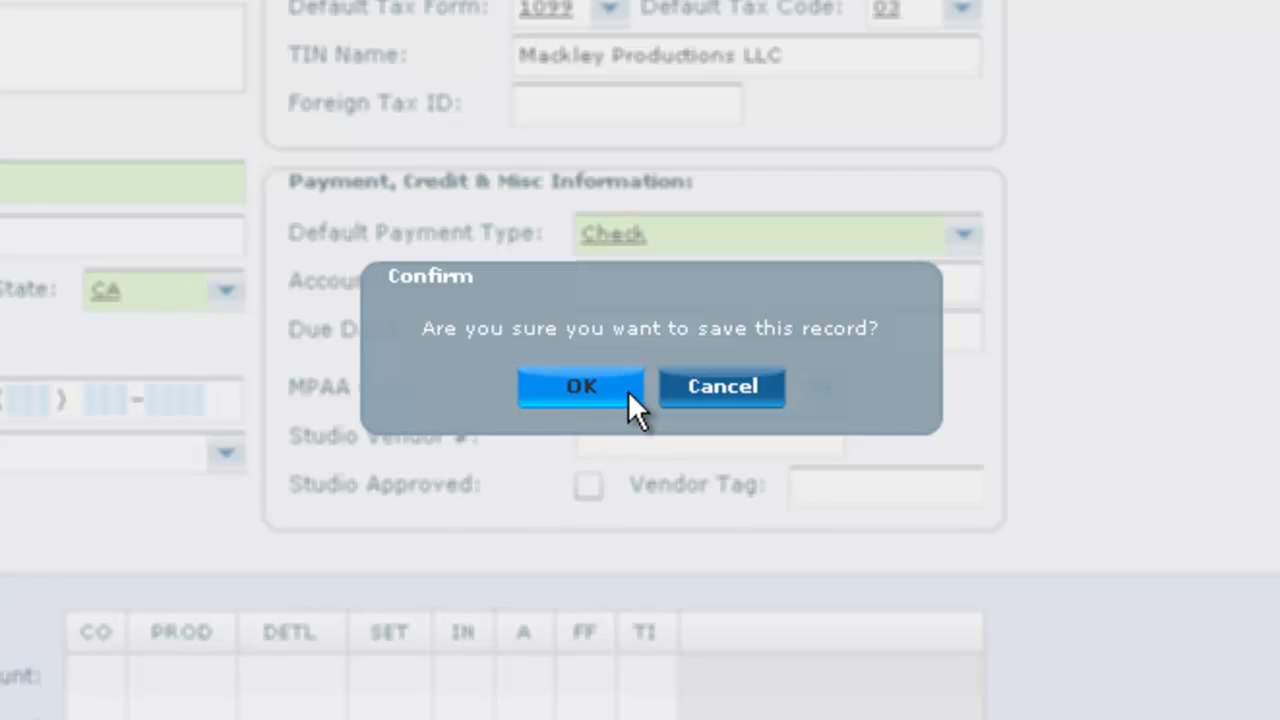 Default Tax Form: 1099 Default Tax Code: 03
TIN Name: Mackley Productions LLC
Foreign Tax ID:
Payment, Credit & Misc Information:
Default Payment Type: Check
State: CA
Due D
Confirm
Are you sure you want to save this record?
OK Cancel
MPAA
( ) -
Studio Vendor #:
Studio Approved: Vendor Tag:
CO PROD DETL SET IN A FF TI